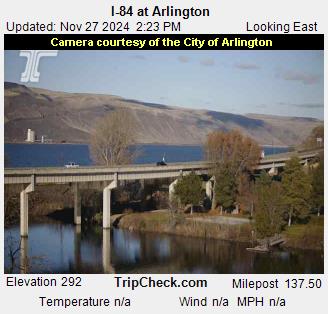 I-84 at Arlington
Updated: Nov 27 2024 2:23 PM Looking East
Camera courtesy of the City of Arlington
Elevation 292 TripCheck.com Milepost 137.50
Temperature n/a Wind n/a MPH n/a